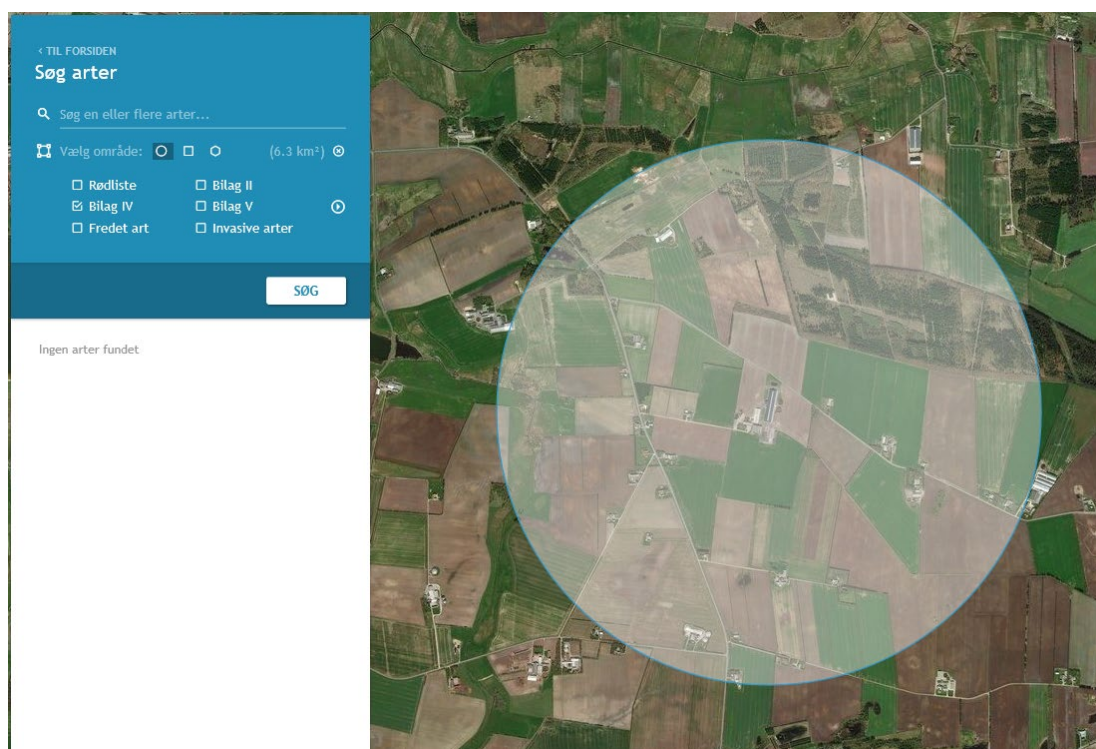 ‹ TIL FORSIDEN
Søg arter
Søg en eller flere arter...
Vælg område: (6.3 km²)
Rødliste Bilag II
Bilag IV Bilag V
Fredet art Invasive arter
SØG
Ingen arter fundet